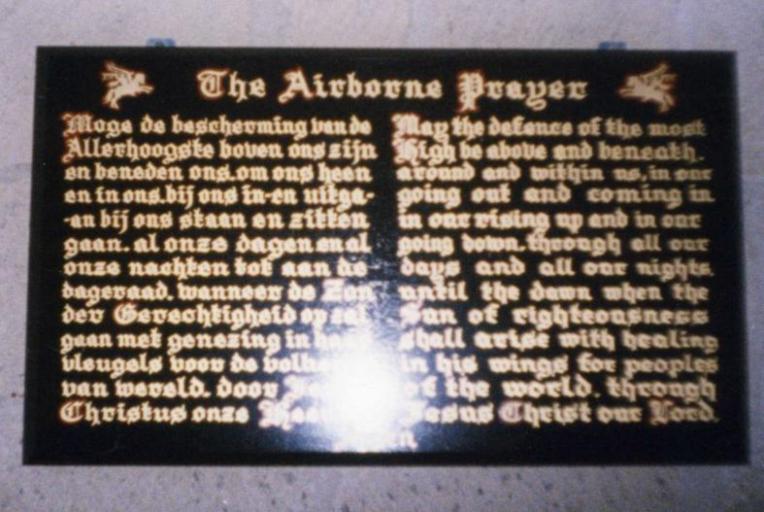 The Airborne Prayer
Moge de bescherming van de
Allerhoogste boven ons zijn
en beneden ons. om ons heen
en in ons. bij ons in-en uitga-
-an bij ons staan en zitten
gaan. al onze dagen en al
onze nachten tot aan de
dageraad. wanneer de Zon
der Gerechtigheid op zal
gaan met genezing in
vleugels voor de
van wereld. door
Christus onze
May the defence of the most
High be above and beneath.
around and within us, in our
going out and coming in
in our rising up and in our
going down. through all our
days and all our nights.
until the dawn when the
Sun of righteousness
shall arise with healing
in his wings for peoples
of the world. through
Jesus Christ our Lord.